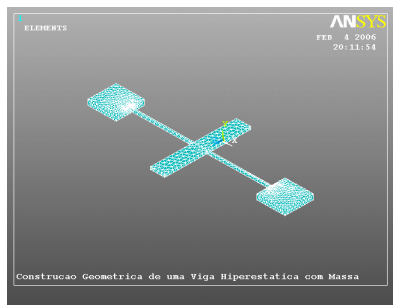 1
ELEMENTS
ANSYS
FEB 4 2006
20:11:54
Y
X
Construcao Geometrica de uma Viga Hiperestatica com Massa